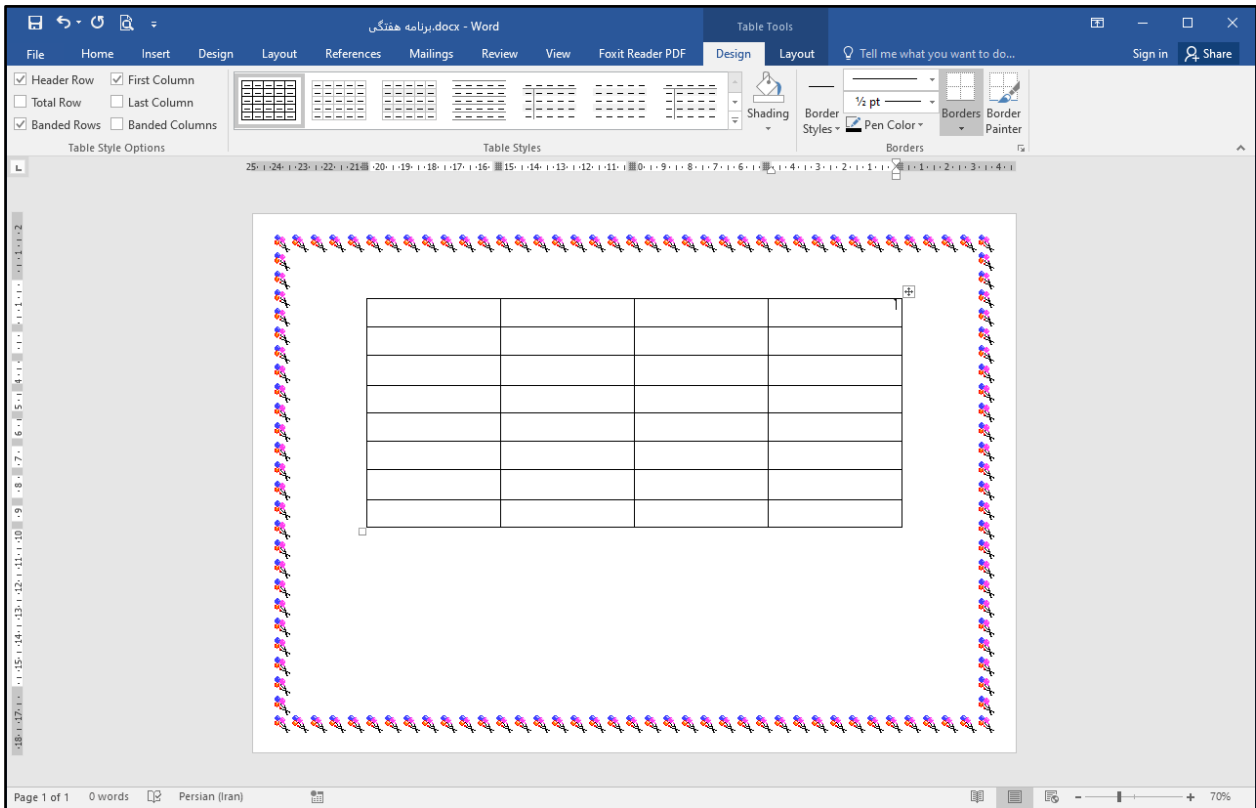 برنامه هفتگی.docx - Word
Table Tools
File Home Insert Design Layout References Mailings Review View Foxit Reader PDF Design Layout Tell me what you want to do... Sign in Share
Header Row First Column
Total Row Last Column
Banded Rows Banded Columns
Table Style Options
Table Styles
Shading
Border Styles
½ pt
Pen Color
Borders
Border Painter
Borders
Page 1 of 1 0 words Persian (Iran) 70%